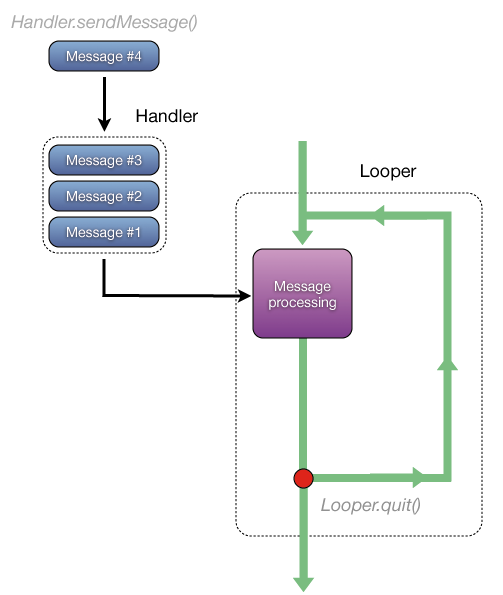 Handler.sendMessage()
Message #4
Handler
Message #3
Message #2
Message #1
Looper
Message
processing
Looper.quit()